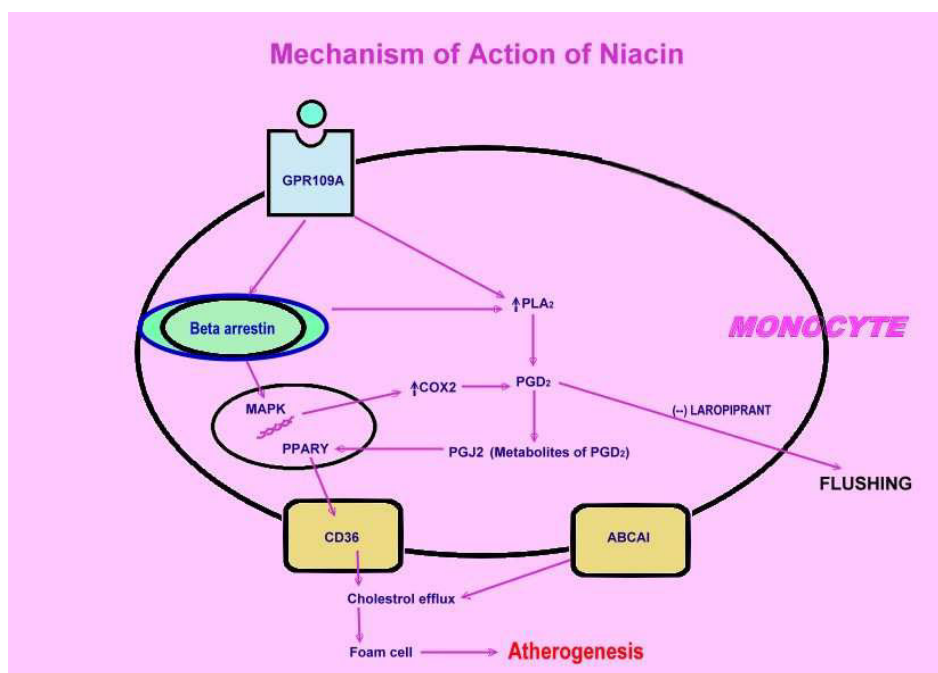 Mechanism of Action of Niacin
GPR109A
Beta arrestin
↑PLA₂
MONOCYTE
MAPK
↑COX2
PGD₂
(--) LAROPIPRANT
PPARY
PGJ2 (Metabolites of PGD₂)
FLUSHING
CD36
ABCAI
Cholestrol efflux
Foam cell
Atherogenesis